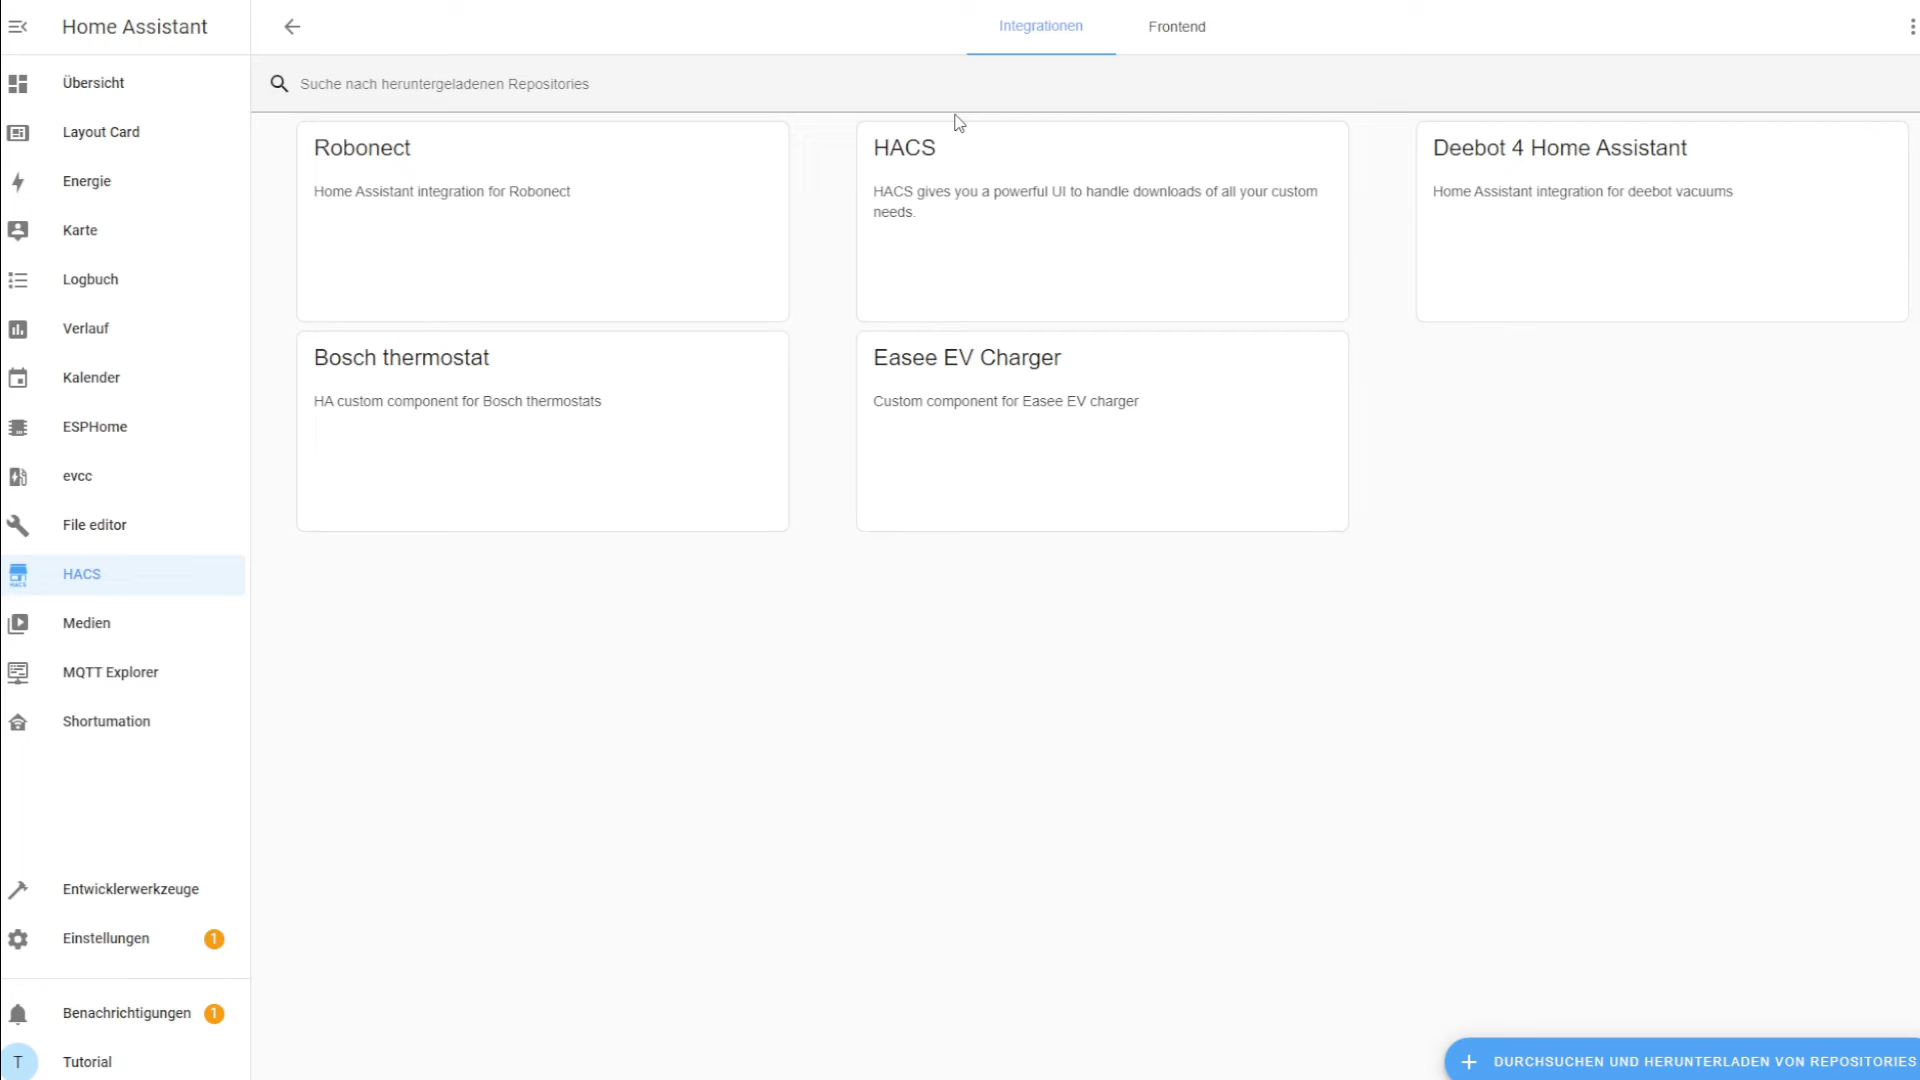 Home Assistant
Integrationen
Frontend
Übersicht
Layout Card
Energie
Karte
Logbuch
Verlauf
Kalender
ESPHome
evcc
File editor
HACS
HACS
Medien
MQTT Explorer
Shortumation
Entwicklerwerkzeuge
Einstellungen 1
Benachrichtigungen 1
T Tutorial
Suche nach heruntergeladenen Repositories
Robonect
Home Assistant integration for Robonect
HACS
HACS gives you a powerful UI to handle downloads of all your custom
needs.
Deebot 4 Home Assistant
Home Assistant integration for deebot vacuums
Bosch thermostat
HA custom component for Bosch thermostats
Easee EV Charger
Custom component for Easee EV charger
DURCHSUCHEN UND HERUNTERLADEN VON REPOSITORIES